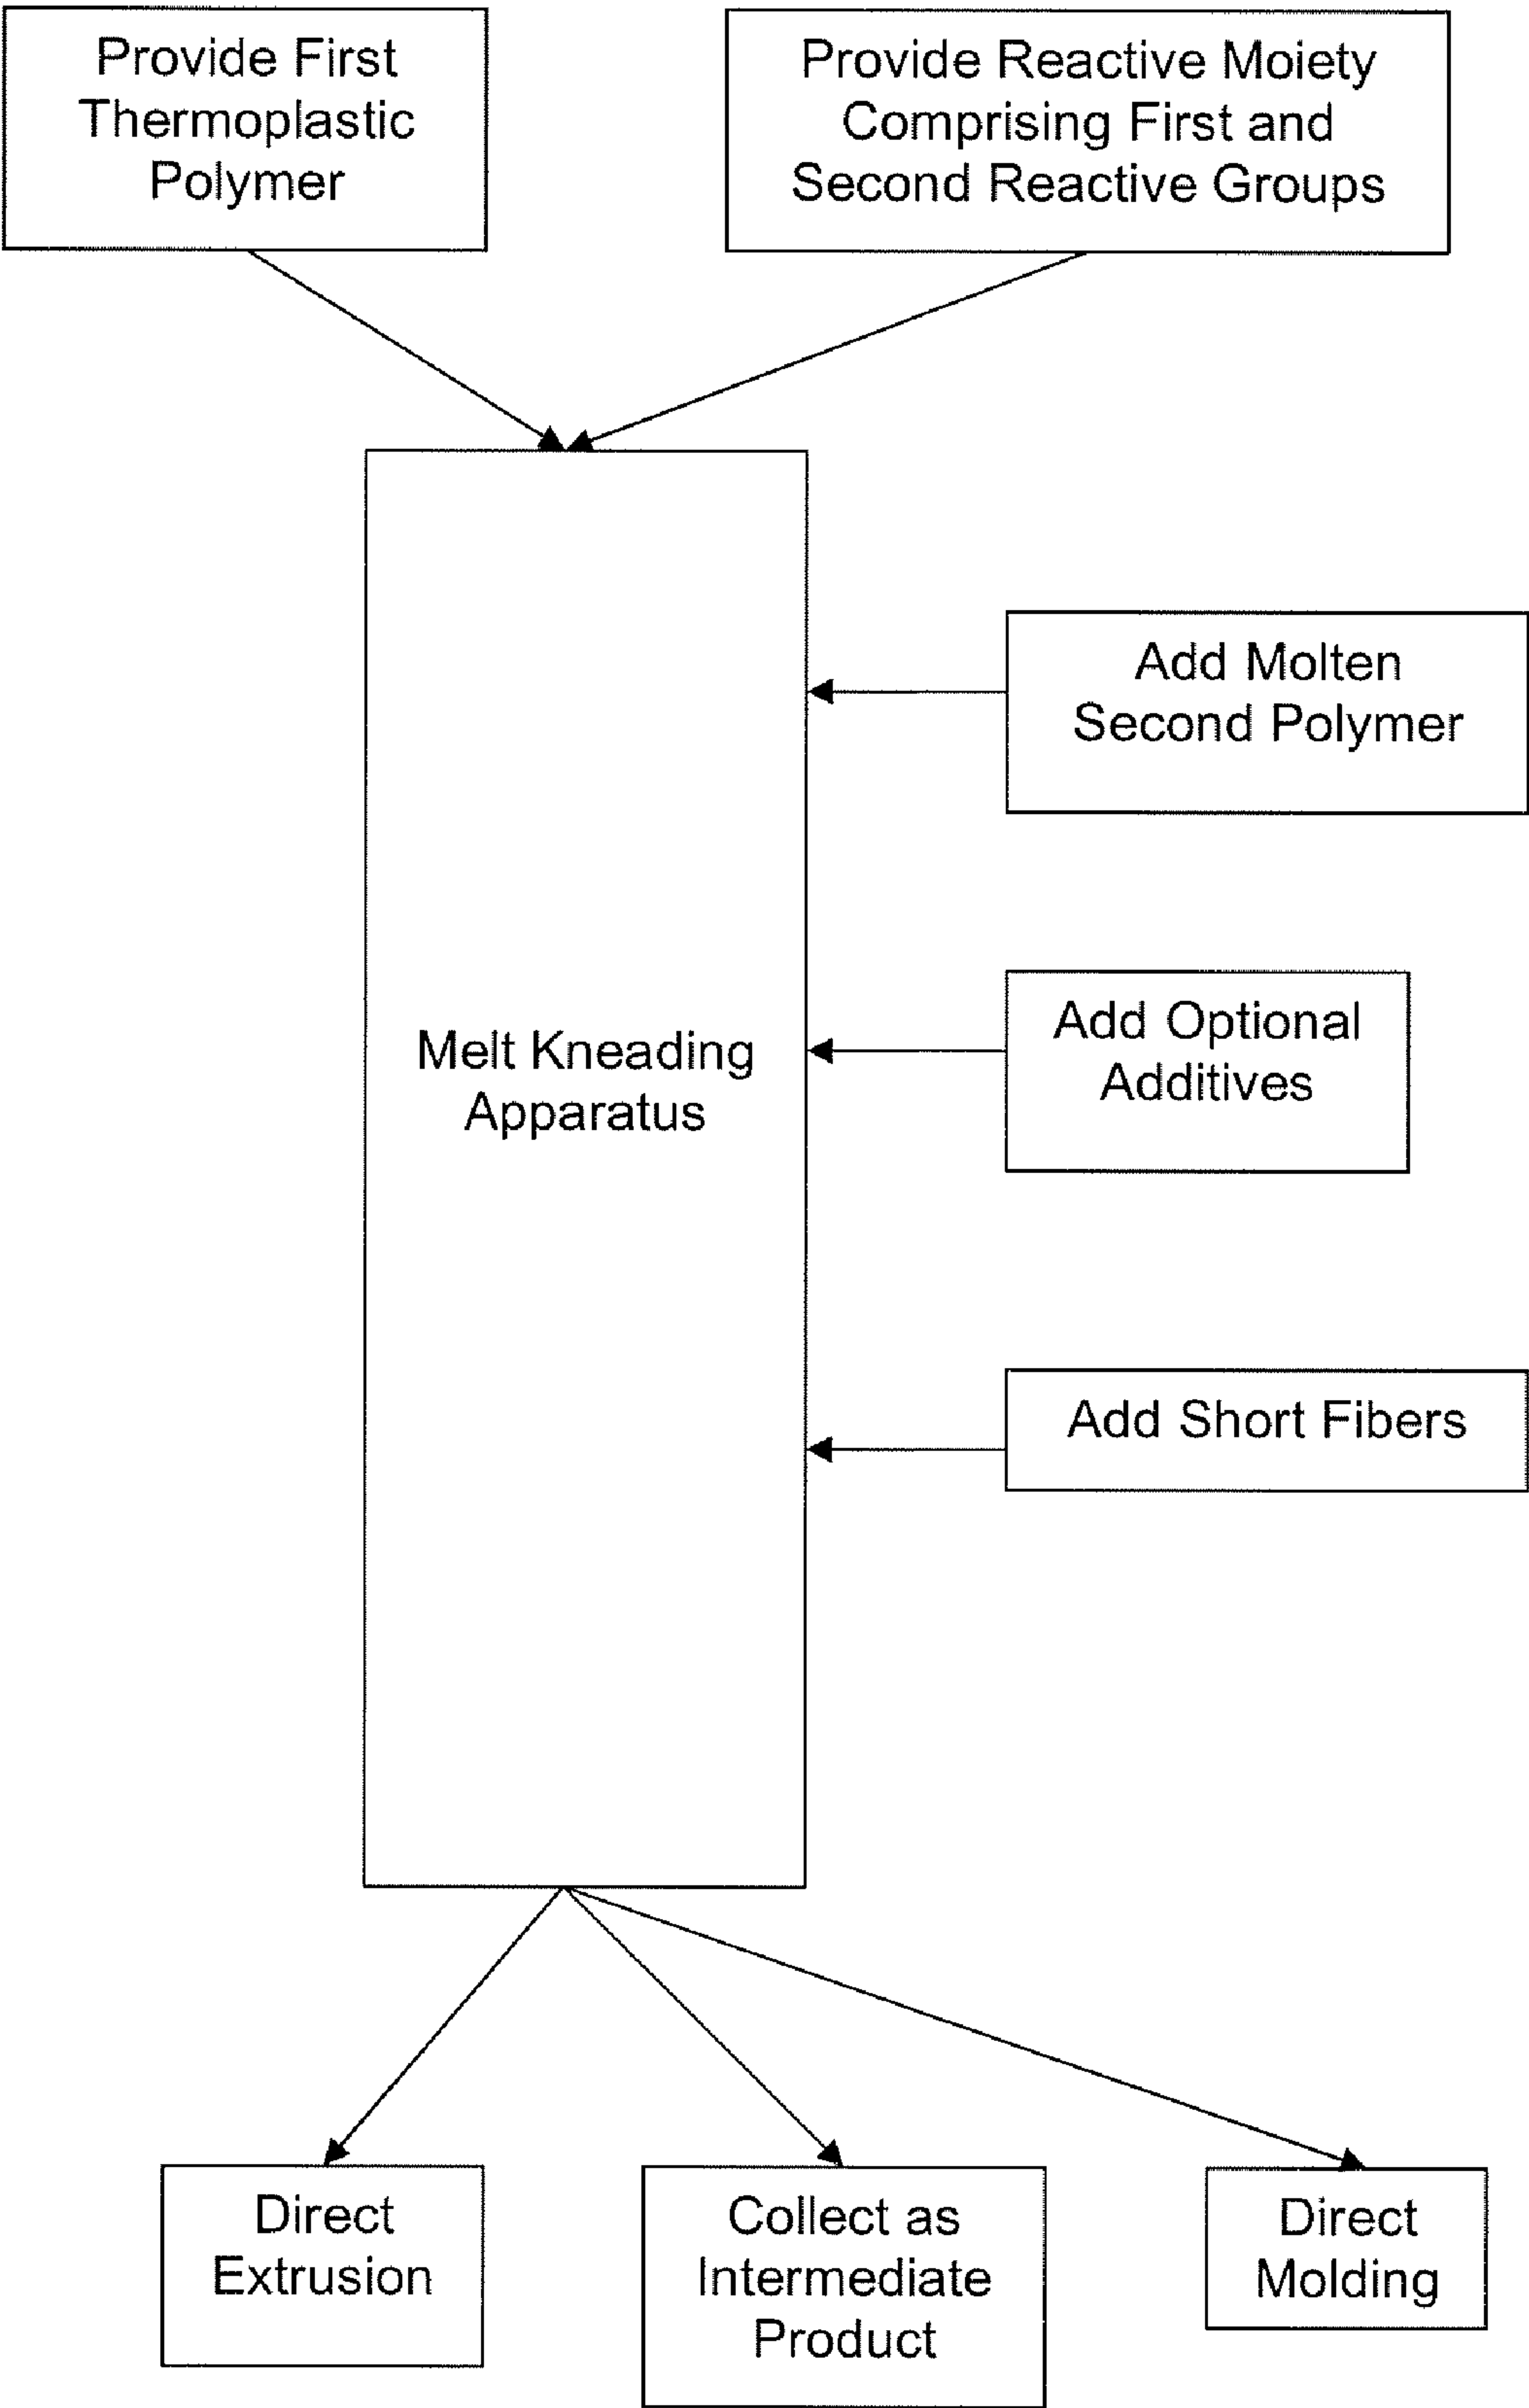 Provide First
Thermoplastic
Polymer
Provide Reactive Moiety
Comprising First and
Second Reactive Groups
Add Molten
Second Polymer
Melt Kneading
Apparatus
Add Optional
Additives
Add Short Fibers
Direct
Extrusion
Collect as
Intermediate
Product
Direct
Molding